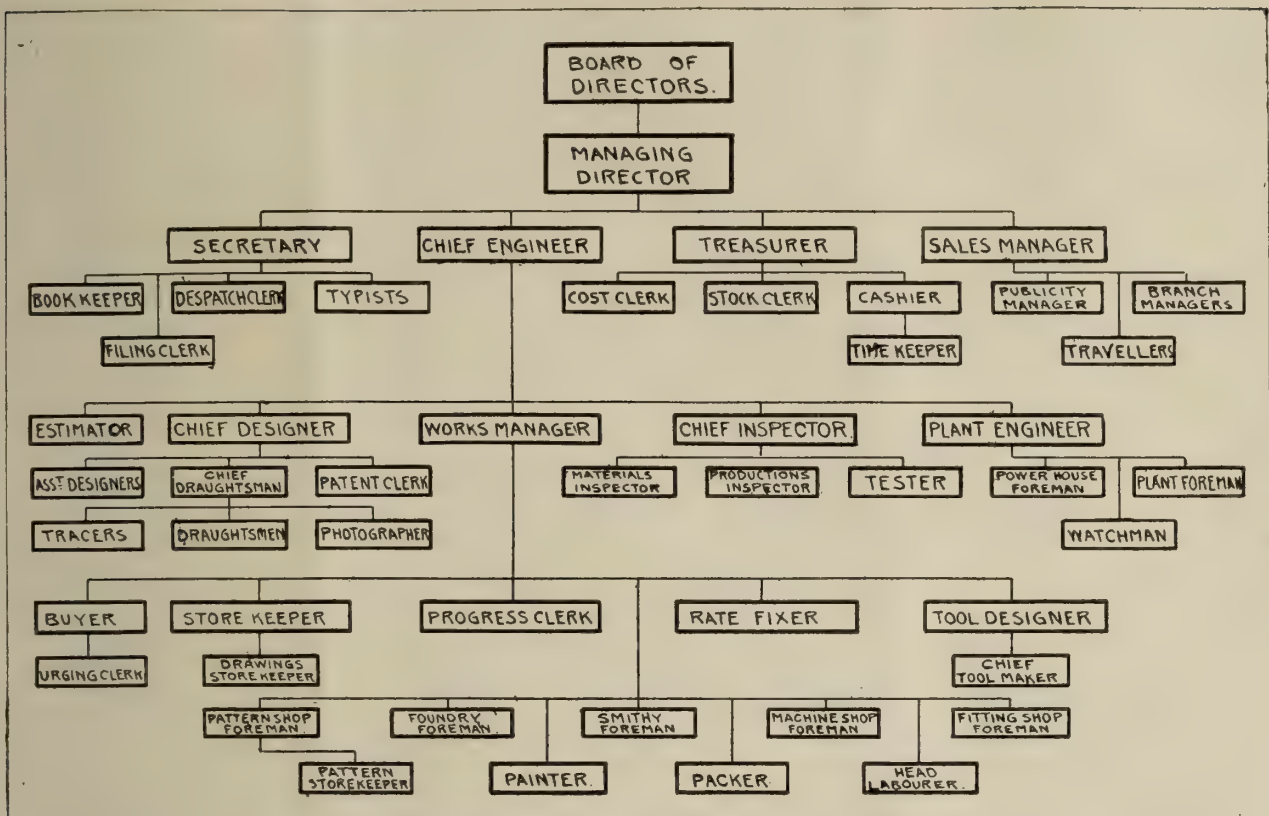 BOARD OF
DIRECTORS.
MANAGING
DIRECTOR
SECRETARY
CHIEF ENGINEER
TREASURER
SALES MANAGER
BOOK KEEPER
DESPATCH CLERK
TYPISTS
COST CLERK
STOCK CLERK
CASHIER
PUBLICITY
MANAGER
BRANCH
MANAGERS
FILING CLERK
TIME KEEPER
TRAVELLERS
ESTIMATOR
CHIEF DESIGNER
WORKS MANAGER
CHIEF INSPECTOR.
PLANT ENGINEER
ASST. DESIGNERS
CHIEF
DRAUGHTSMAN
PATENT CLERK
MATERIALS
INSPECTOR
PRODUCTIONS
INSPECTOR
TESTER
POWER HOUSE
FOREMAN
PLANT FOREMAN
TRACERS
DRAUGHTSMEN
PHOTOGRAPHER
WATCHMAN
BUYER
STORE KEEPER
PROGRESS CLERK
RATE FIXER
TOOL DESIGNER
URGING CLERK
DRAWINGS
STOREKEEPER
CHIEF
TOOL MAKER
PATTERN SHOP
FOREMAN.
FOUNDRY
FOREMAN.
SMITHY
FOREMAN
MACHINE SHOP
FOREMAN
FITTING SHOP
FOREMAN
PATTERN
STOREKEEPER
PAINTER.
PACKER.
HEAD
LABOURER.